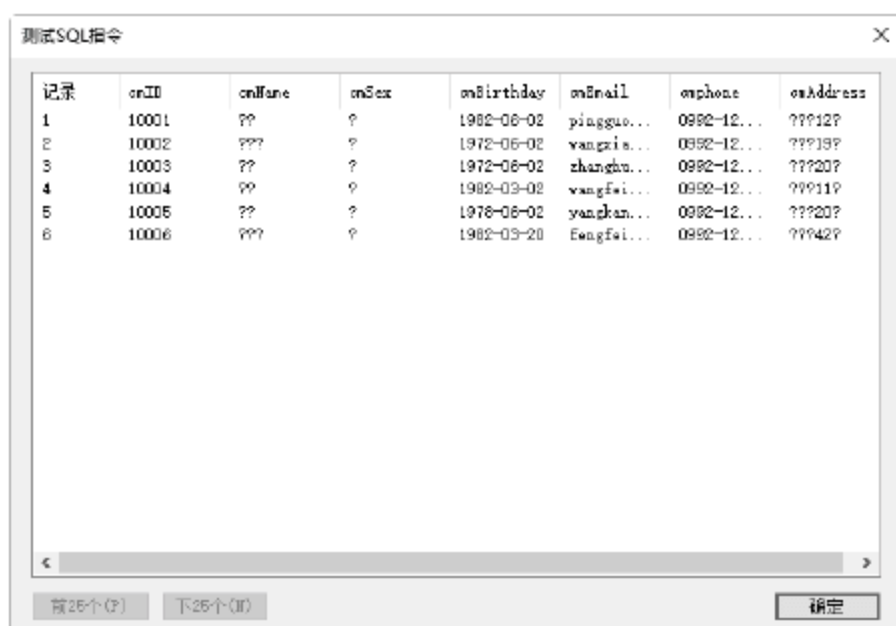 测试SQL指令
记录 cmID cmName cmSex cmBirthday cmEmail cmphone cmAddress
1 10001 ?? ? 1982-06-02 pingguo... 0992-12... ???12?
2 10002 ??? ? 1972-06-02 wangxia... 0992-12... ???19?
3 10003 ?? ? 1972-06-02 zhanghu... 0992-12... ???20?
4 10004 ?? ? 1982-03-02 wangfei... 0992-12... ???11?
5 10005 ?? ? 1978-06-02 yangkan... 0992-12... ???20?
6 10006 ??? ? 1982-03-20 fengfei... 0992-12... ???42?
前25个(P) 下25个(N) 确定